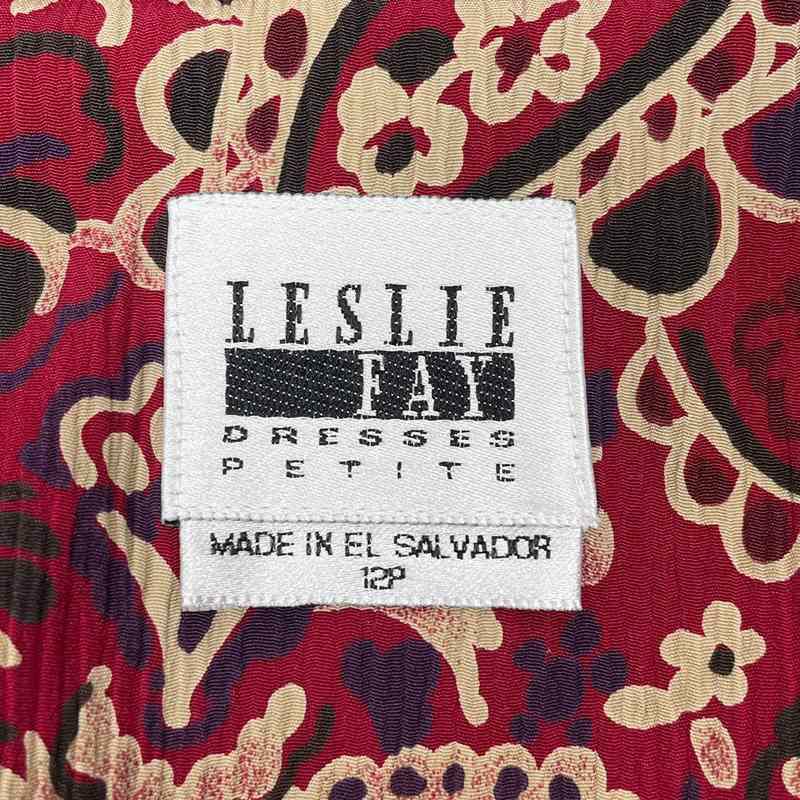 LESLIE
FAY
DRESSES
PETITE
MADE IN EL SALVADOR
12P